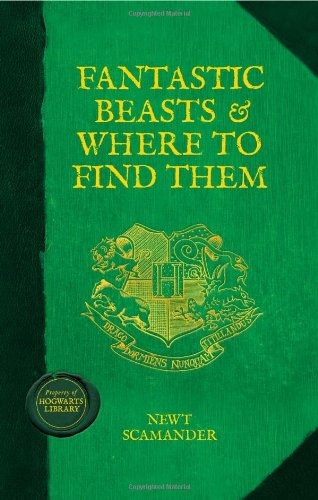 FANTASTIC
BEASTS &
WHERE TO
FIND THEM
H
DRACO DORMIENS NUNQUAM TITILLANDUS
Property of
HOGWARTS
LIBRARY
NEWT
SCAMANDER